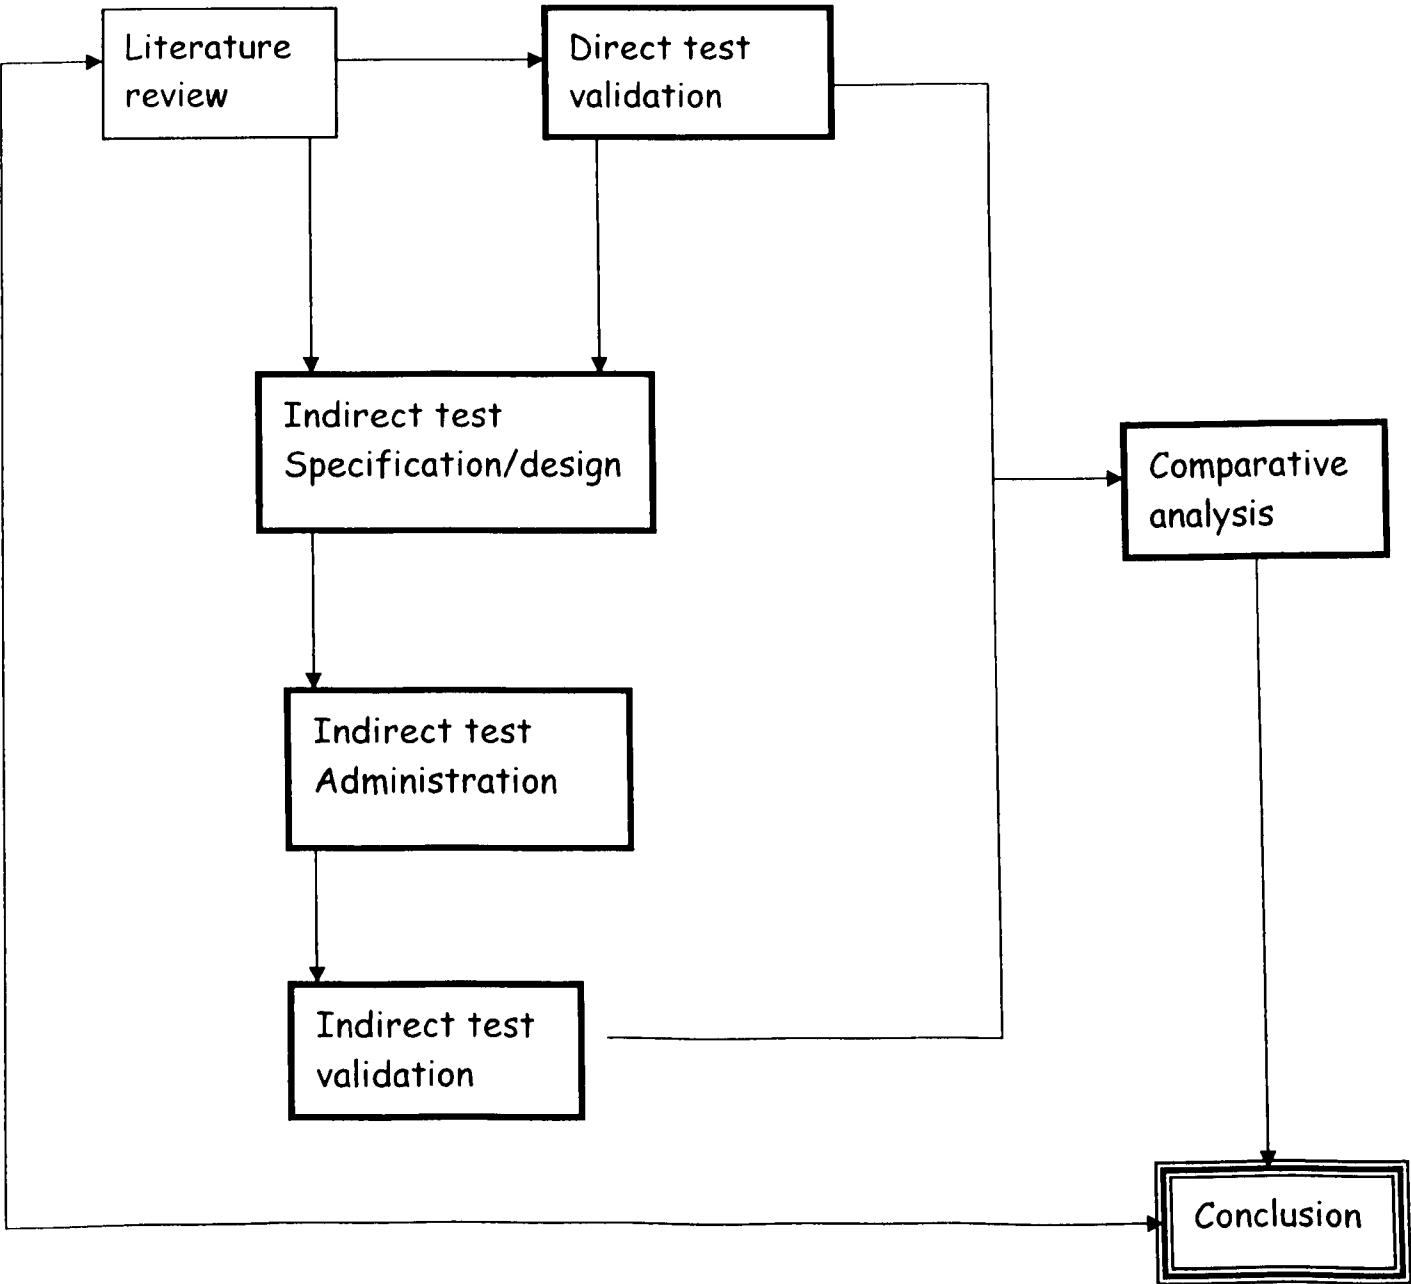 Literature
review
Direct test
validation
Indirect test
Specification/design
Comparative
analysis
Indirect test
Administration
Indirect test
validation
Conclusion